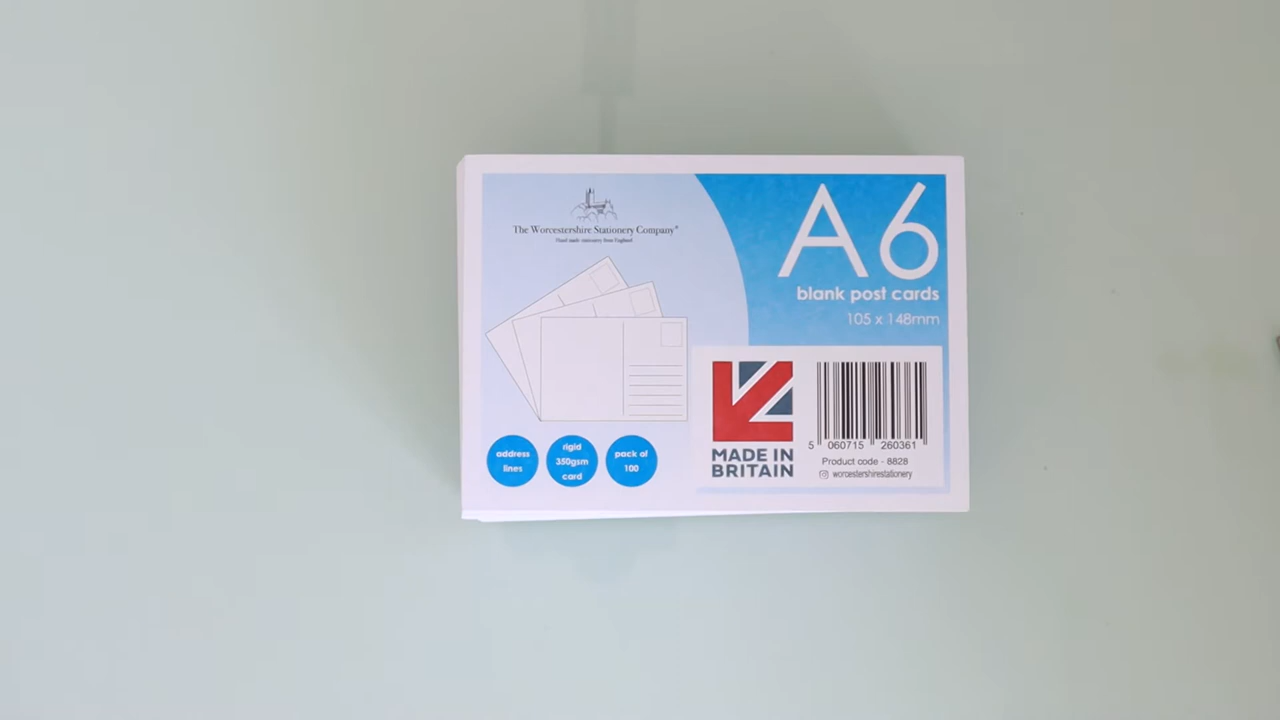 The Worcestershire Stationery Company®
Hand made stationery from England
A6
blank post cards
105 x 148mm
address
lines
rigid
350gsm
card
pack of
100
MADE IN
BRITAIN
5 060715 260361
Product code - 8828
worcestershirestationery